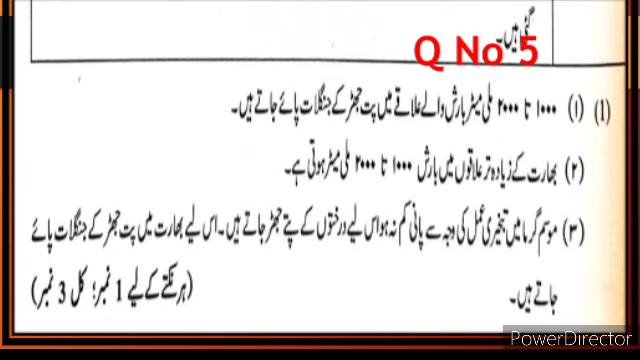 گئی ہیں۔
Q No 5
(1) (۱) ۱۰۰۰ تا ۲۰۰۰ ملی میٹر بارش والے علاقے میں پت جھڑ کے جنگلات پائے جاتے ہیں۔
(۲) بھارت کے زیادہ تر علاقوں میں بارش ۱۰۰۰ تا ۲۰۰۰ ملی میٹر ہوتی ہے۔
(۳) موسم گرما میں تبخیری عمل کی وجہ سے پانی کم نہ ہو اس لیے درختوں کے پتے جھڑ جاتے ہیں۔ اس لیے بھارت میں پت جھڑ کے جنگلات پائے
جاتے ہیں۔ (ہر نکتے کے لیے 1 نمبر؛ کل 3 نمبر)
PowerDirector